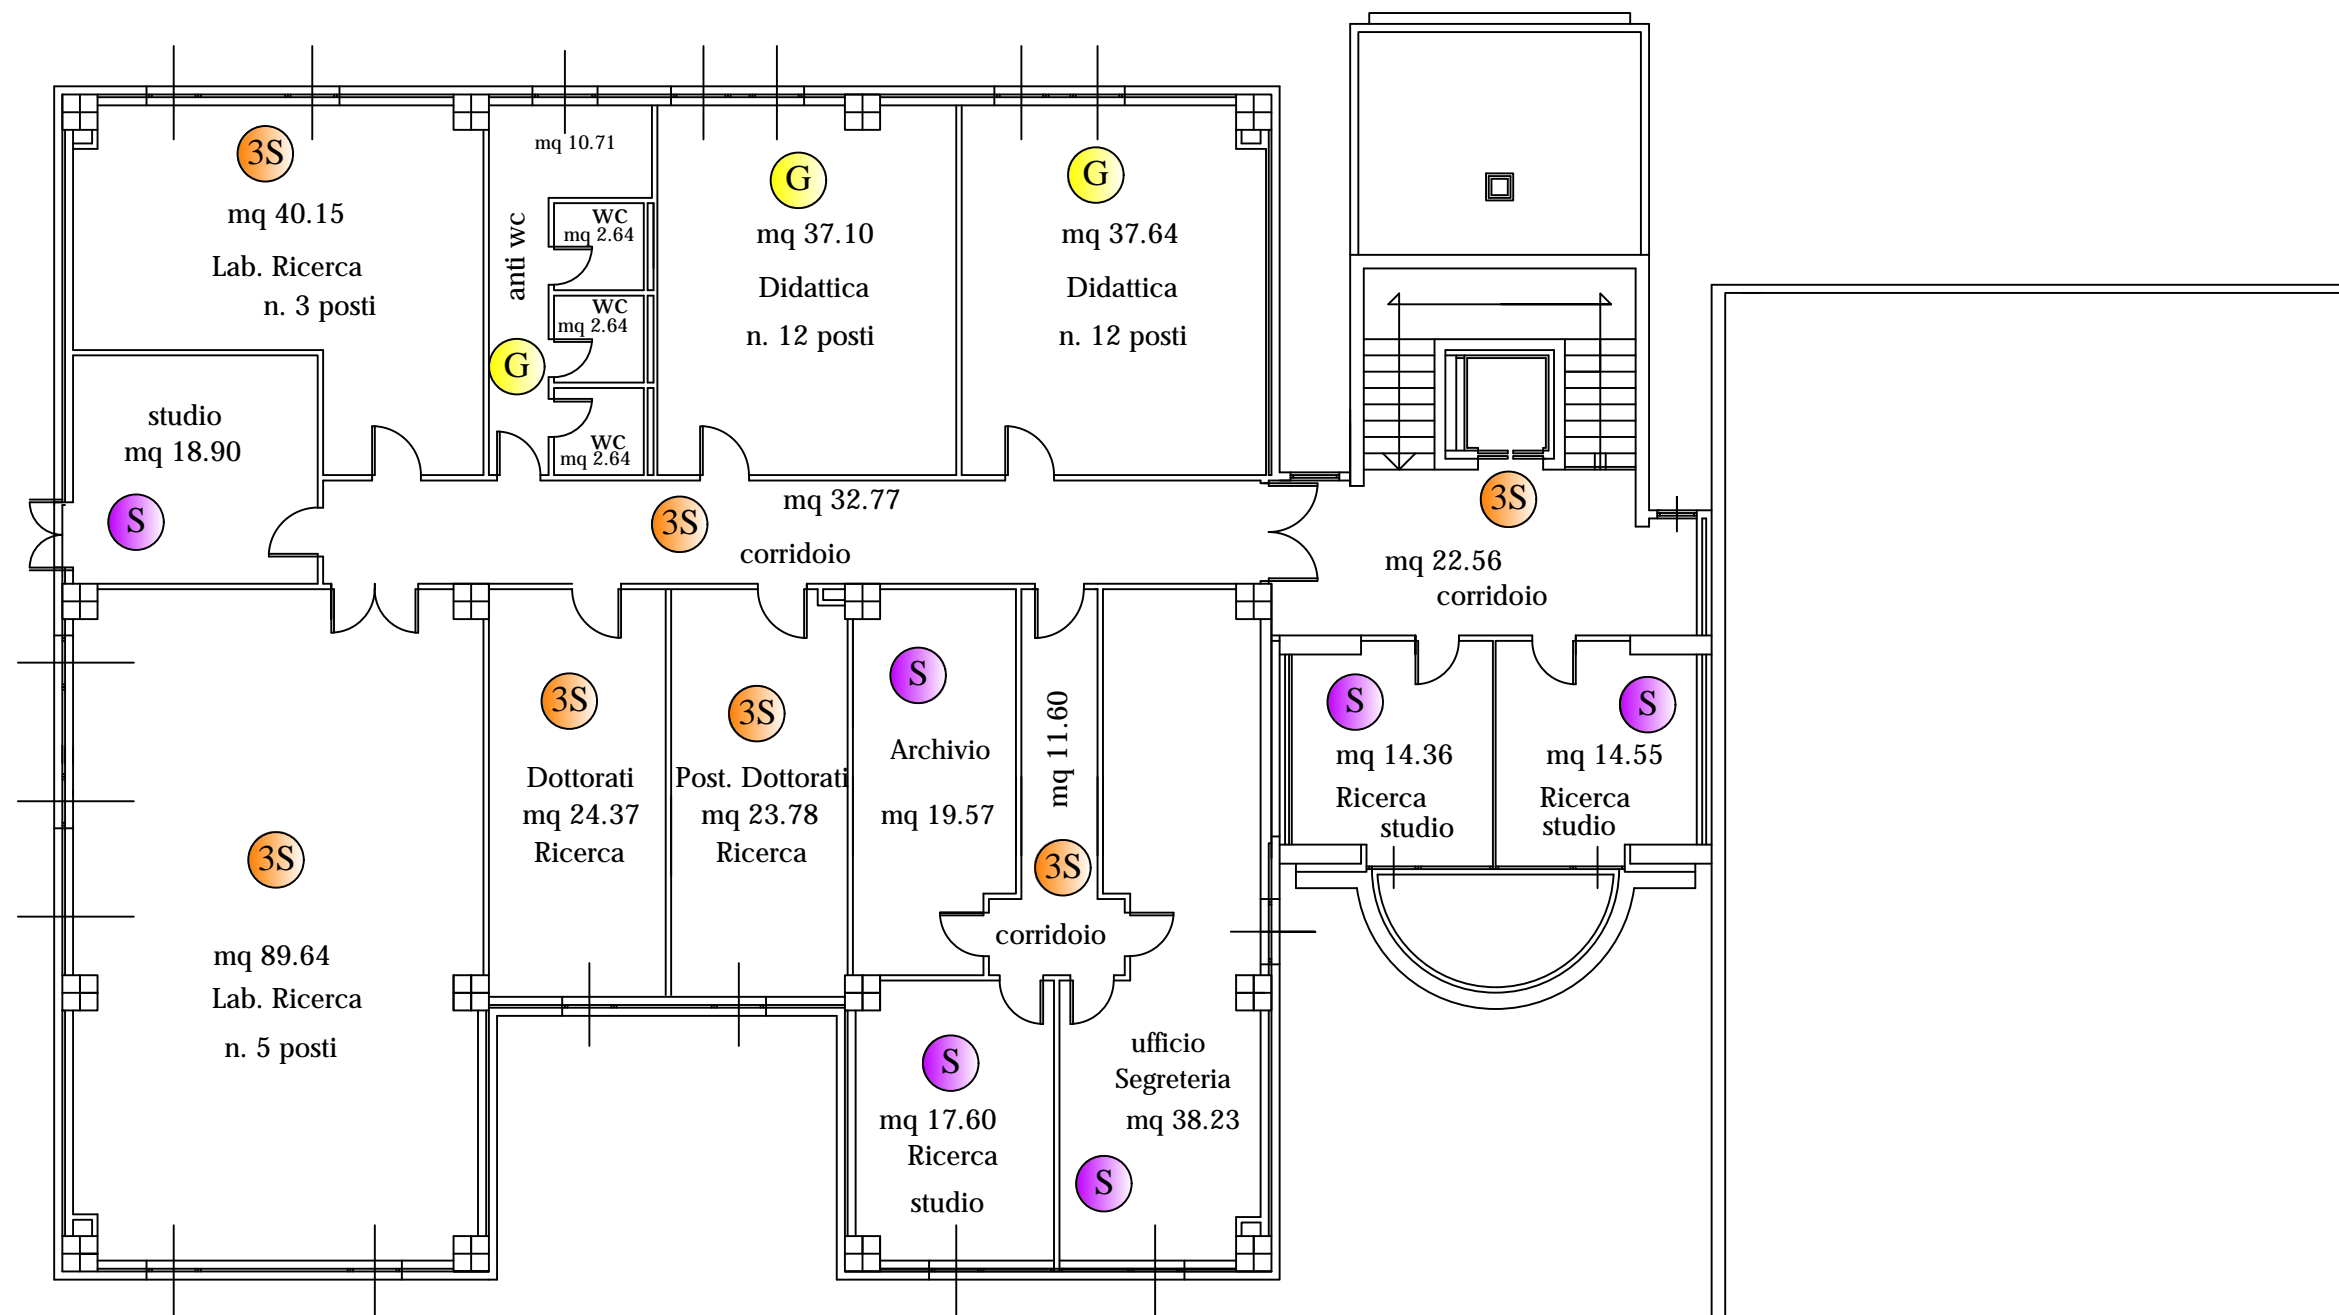 3S
mq 40.15
Lab. Ricerca
n. 3 posti
mq 10.71
anti wc
G
wc
mq 2.64
wc
mq 2.64
wc
mq 2.64
G
mq 37.10
Didattica
n. 12 posti
G
mq 37.64
Didattica
n. 12 posti
studio
mq 18.90
S
3S
mq 32.77
corridoio
3S
mq 22.56
corridoio
3S
mq 89.64
Lab. Ricerca
n. 5 posti
3S
Dottorati
mq 24.37
Ricerca
3S
Post. Dottorati
mq 23.78
Ricerca
S
Archivio
mq 19.57
mq 11.60
3S
corridoio
S
mq 14.36
Ricerca
studio
S
mq 14.55
Ricerca
studio
S
mq 17.60
Ricerca
studio
ufficio
Segreteria
mq 38.23
S